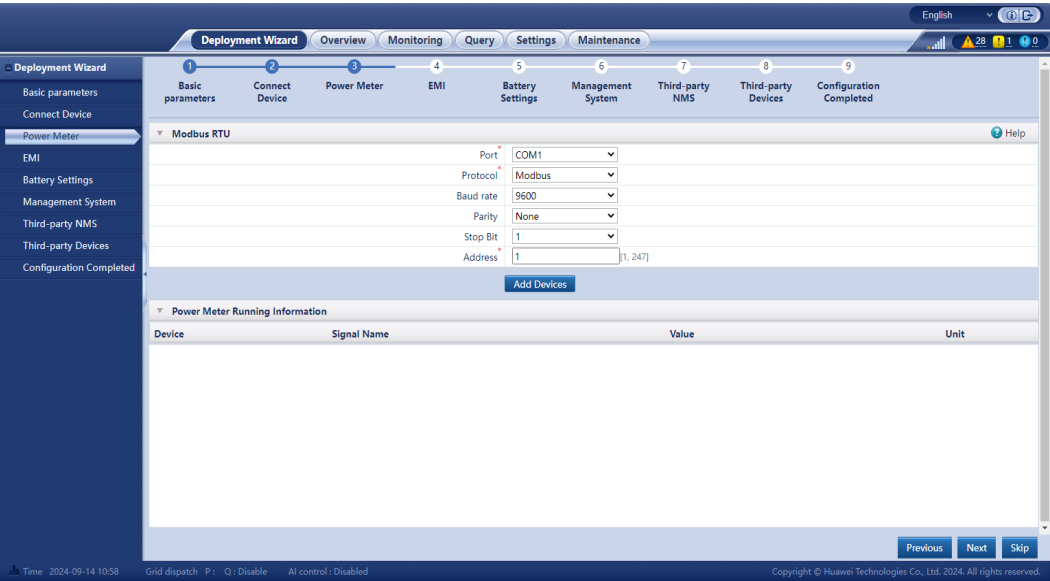 English
Deployment Wizard Overview Monitoring Query Settings Maintenance
28 1 0
Deployment Wizard
Basic parameters
Connect Device
Power Meter
EMI
Battery Settings
Management System
Third-party NMS
Third-party Devices
Configuration Completed
1 2 3 4 5 6 7 8 9
Basic parameters
Connect Device
Power Meter
EMI
Battery Settings
Management System
Third-party NMS
Third-party Devices
Configuration Completed
Modbus RTU
Help
Port* COM1
Protocol* Modbus
Baud rate 9600
Parity None
Stop Bit 1
Address* 1 [1, 247]
Add Devices
Power Meter Running Information
Device Signal Name Value Unit
Previous Next Skip
Time 2024-09-14 10:58 Grid dispatch P : Q : Disable AI control : Disabled Copyright © Huawei Technologies Co., Ltd. 2024. All rights reserved.